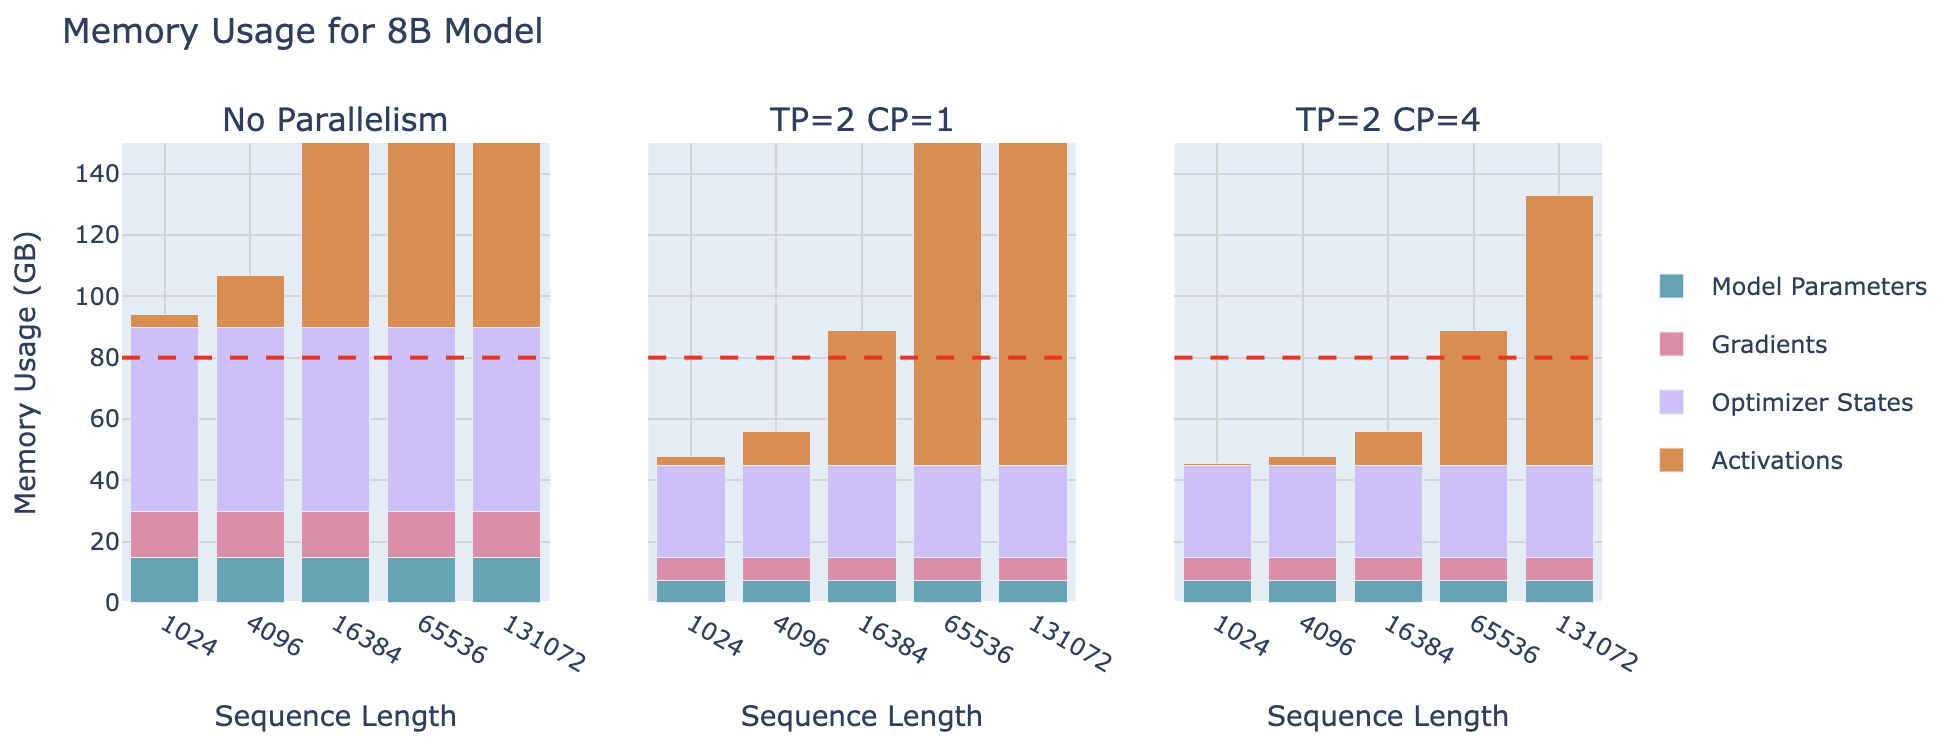 Memory Usage for 8B Model
No Parallelism
TP=2 CP=1
TP=2 CP=4
Memory Usage (GB)
140
120
100
80
60
40
20
0
1024
4096
16384
65536
131072
1024
4096
16384
65536
131072
1024
4096
16384
65536
131072
Sequence Length
Sequence Length
Sequence Length
Model Parameters
Gradients
Optimizer States
Activations